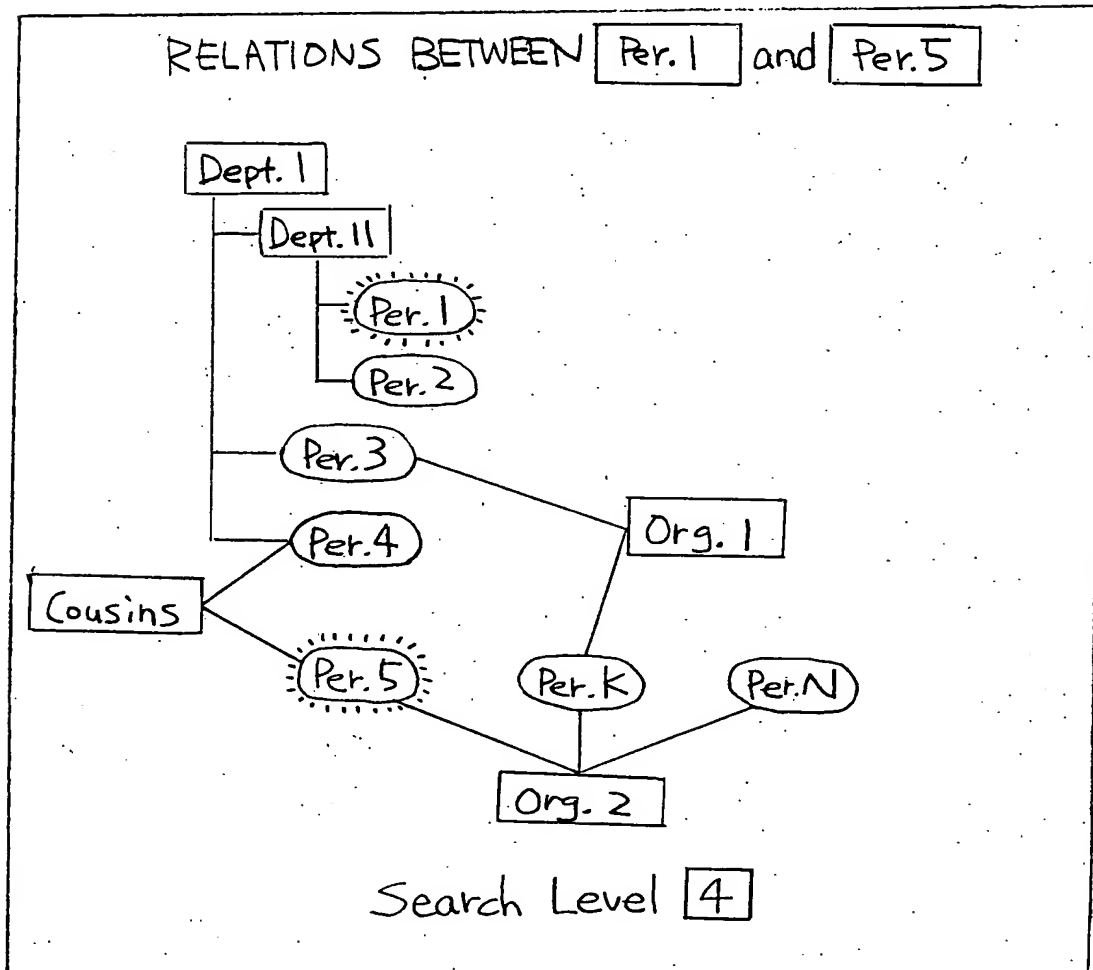 RELATIONS BETWEEN Per.1 and Per.5
Dept. 1
Dept. 11
Per. 1
Per. 2
Per. 3
Org. 1
Per. 4
Cousins
Per. 5
Per. K
Per. N
Org. 2
Search Level 4